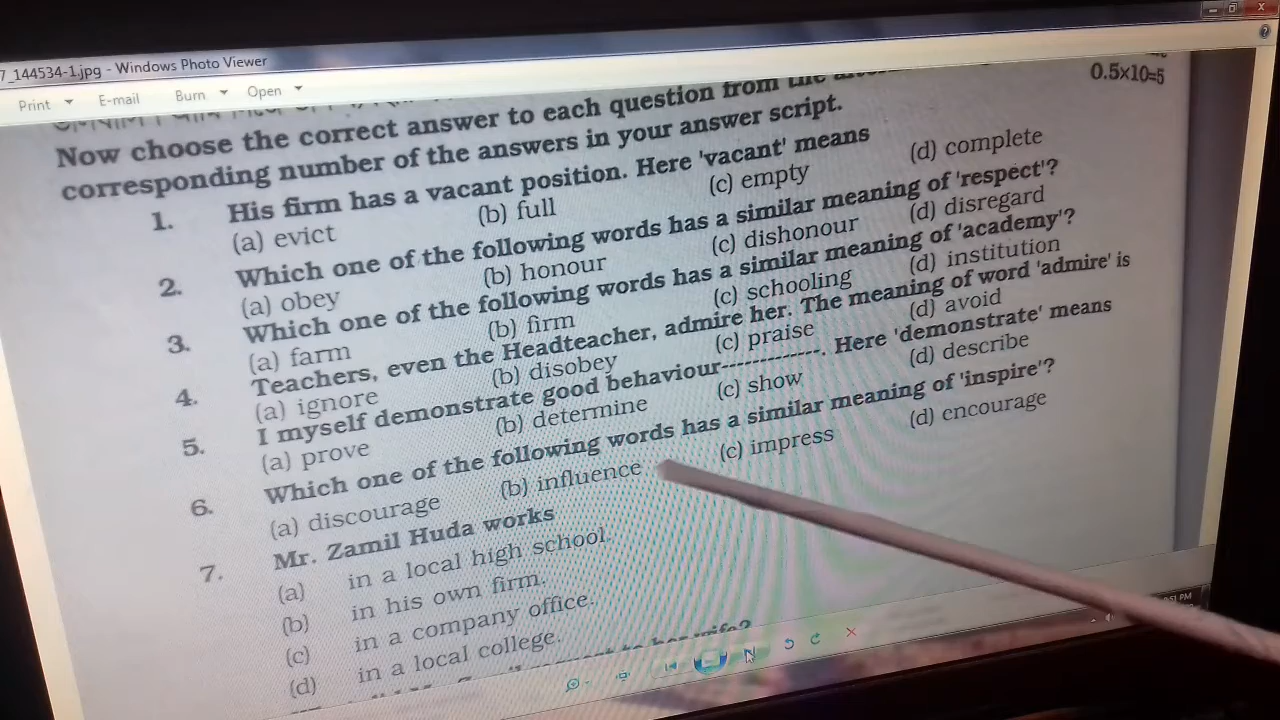 7_144534-1.jpg - Windows Photo Viewer
Print E-mail Burn Open
0.5x10=5
Now choose the correct answer to each question from the
corresponding number of the answers in your answer script.
1. His firm has a vacant position. Here 'vacant' means
(a) evict (b) full (c) empty (d) complete
2. Which one of the following words has a similar meaning of 'respect'?
(a) obey (b) honour (c) dishonour (d) disregard
3. Which one of the following words has a similar meaning of 'academy'?
(a) farm (b) firm (c) schooling (d) institution
4. Teachers, even the Headteacher, admire her. The meaning of word 'admire' is
(a) ignore (b) disobey (c) praise (d) avoid
5. I myself demonstrate good behaviour-------------. Here 'demonstrate' means
(a) prove (b) determine (c) show (d) describe
6. Which one of the following words has a similar meaning of 'inspire'?
(a) discourage (b) influence (c) impress (d) encourage
7. Mr. Zamil Huda works
(a) in a local high school.
(b) in his own firm.
(c) in a company office.
(d) in a local college.